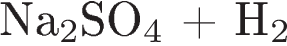 Na₂SO₄ + H₂